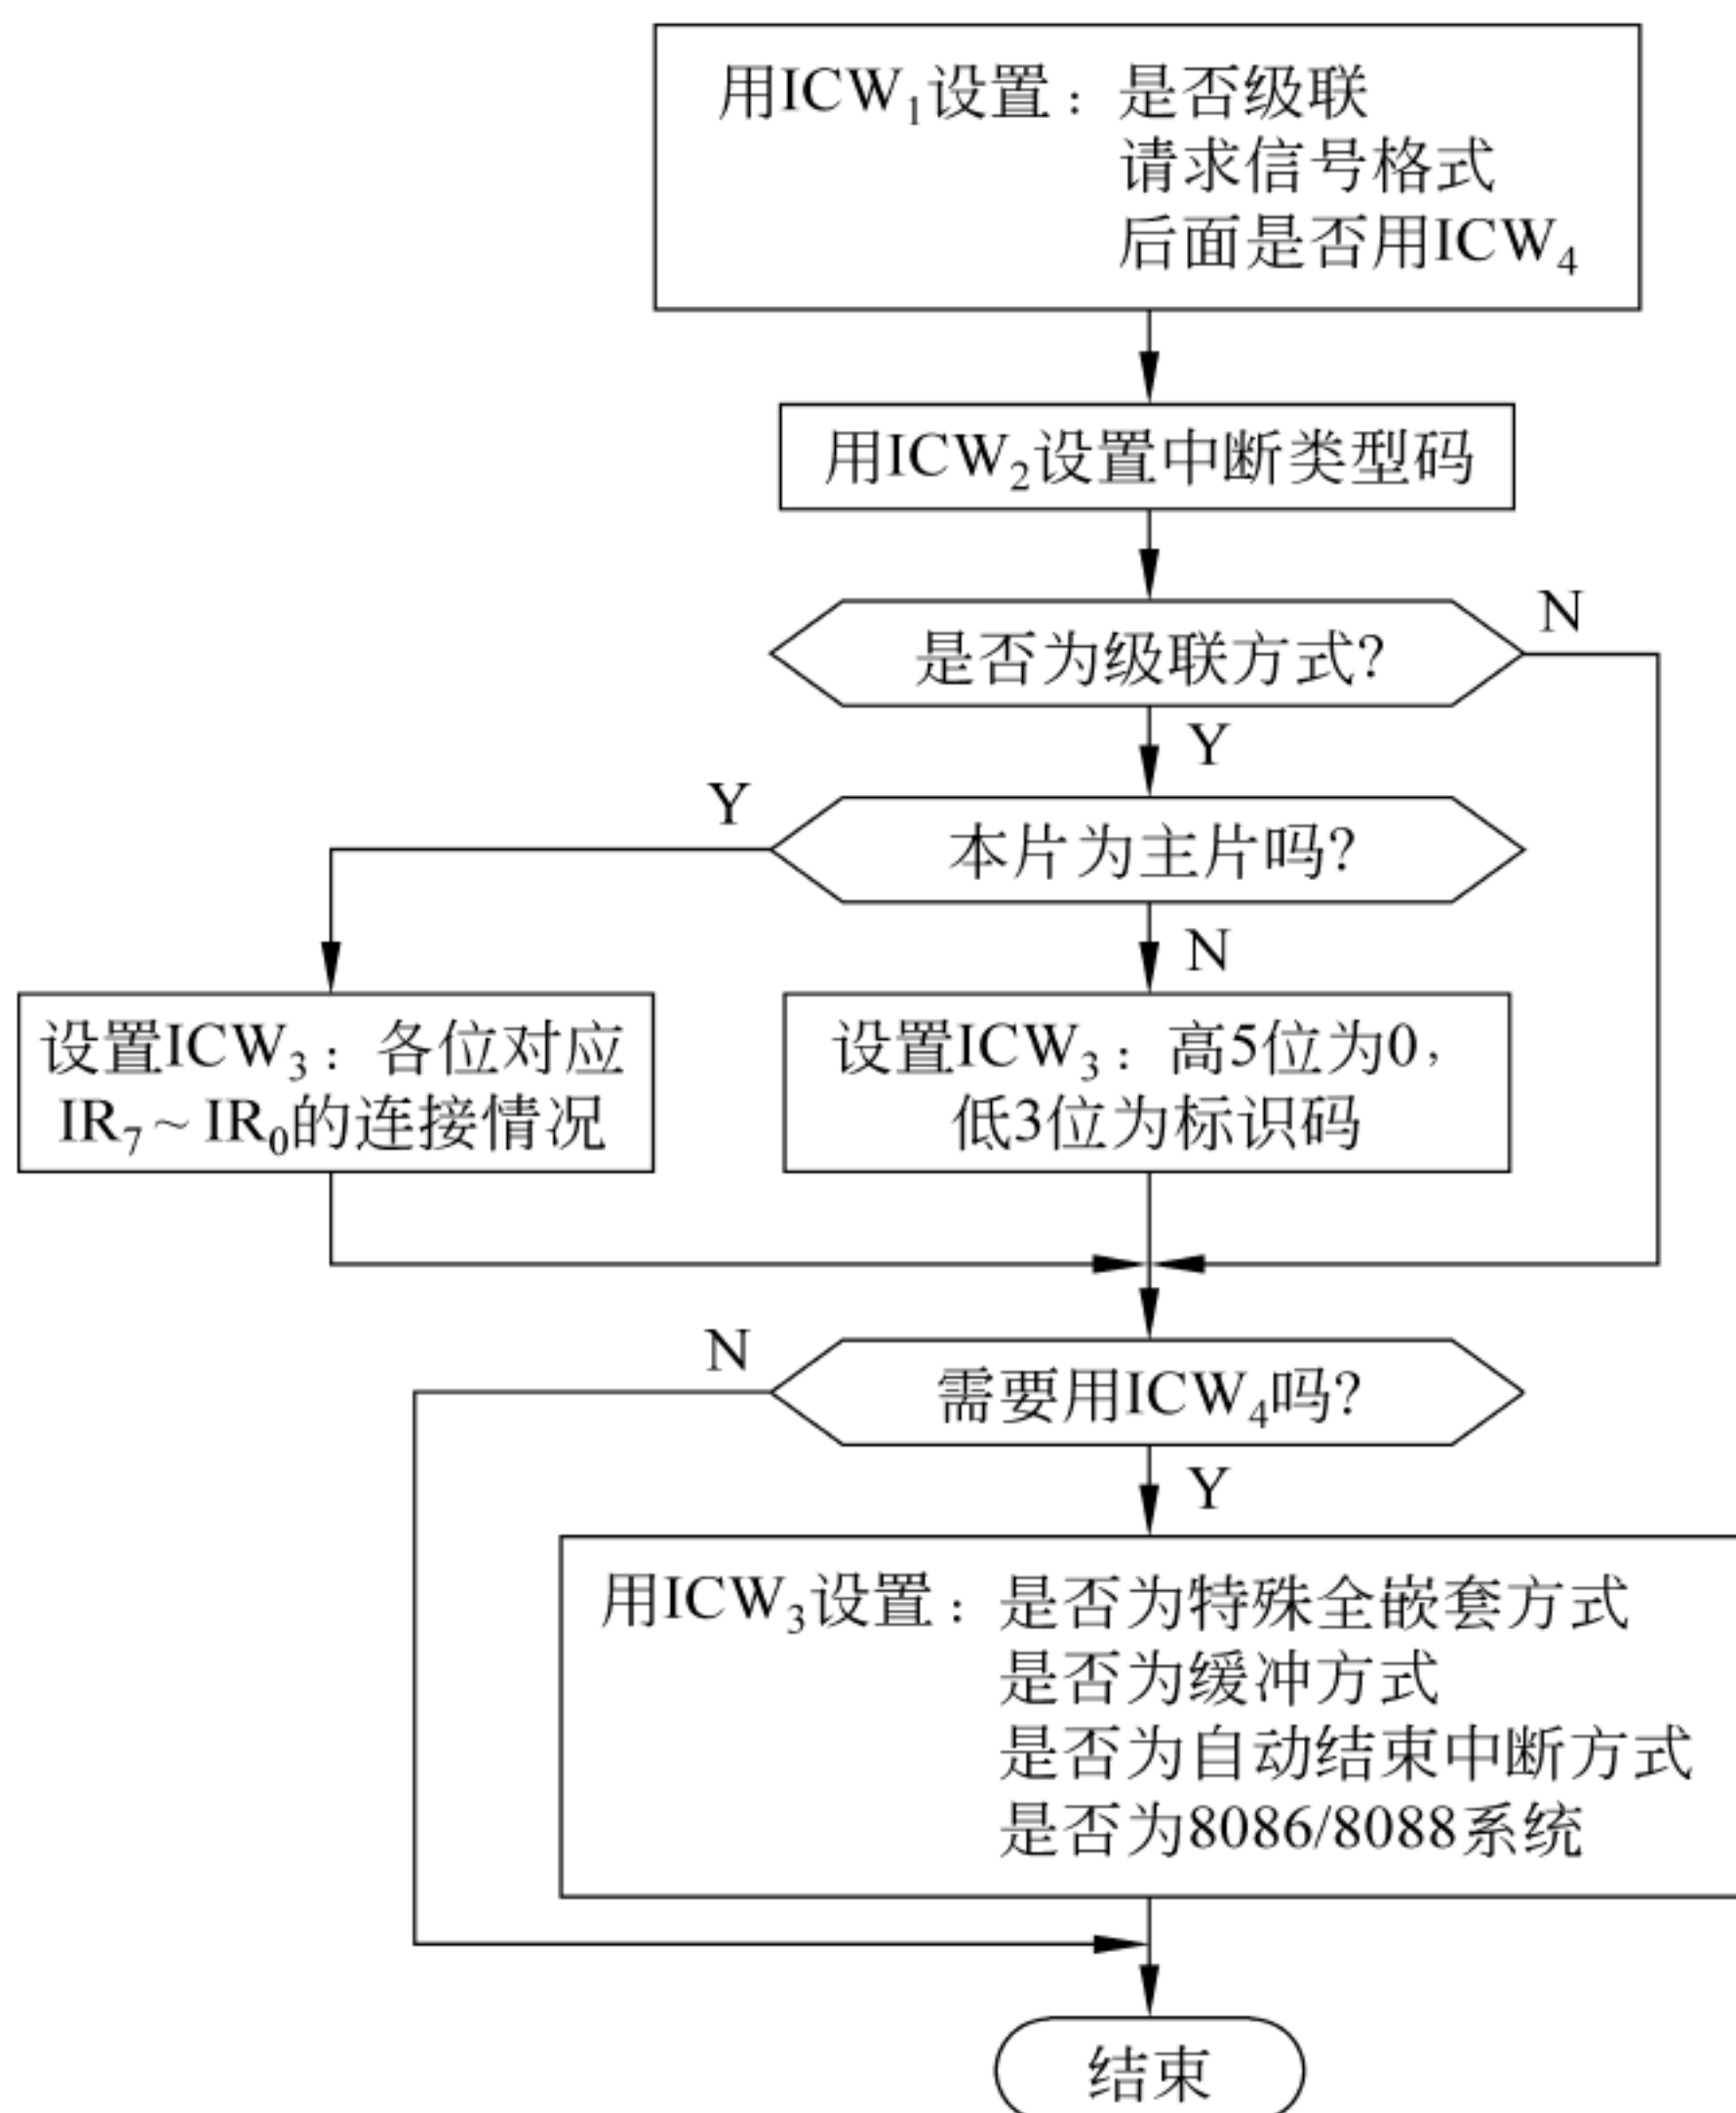 用ICW₁设置：是否级联
请求信号格式
后面是否用ICW₄
用ICW₂设置中断类型码
是否为级联方式?
N
Y
Y
本片为主片吗?
N
设置ICW₃：各位对应
IR₇～IR₀的连接情况
设置ICW₃：高5位为0，
低3位为标识码
N
需要用ICW₄吗?
Y
用ICW₃设置：是否为特殊全嵌套方式
是否为缓冲方式
是否为自动结束中断方式
是否为8086/8088系统
结束